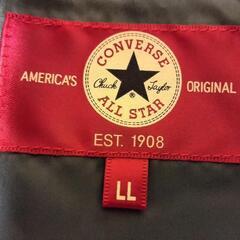 CONVERSE
AMERICA'S Chuck Taylor ORIGINAL
ALL STAR
®
EST. 1908
LL